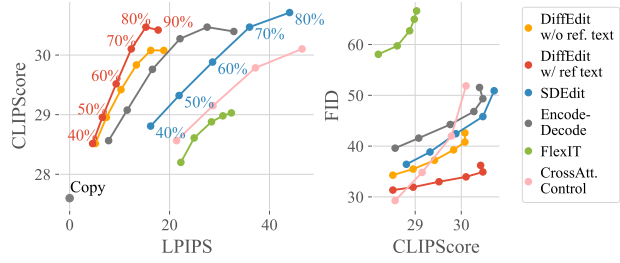 80%
90%
70%
60%
50%
40%
80%
70%
60%
50%
40%
Copy
30
29
28
0
20
40
LPIPS
CLIPScore
60
50
40
30
29
30
CLIPScore
FID
DiffEdit
w/o ref. text
DiffEdit
w/ ref text
SDEdit
Encode-
Decode
FlexIT
CrossAtt.
Control